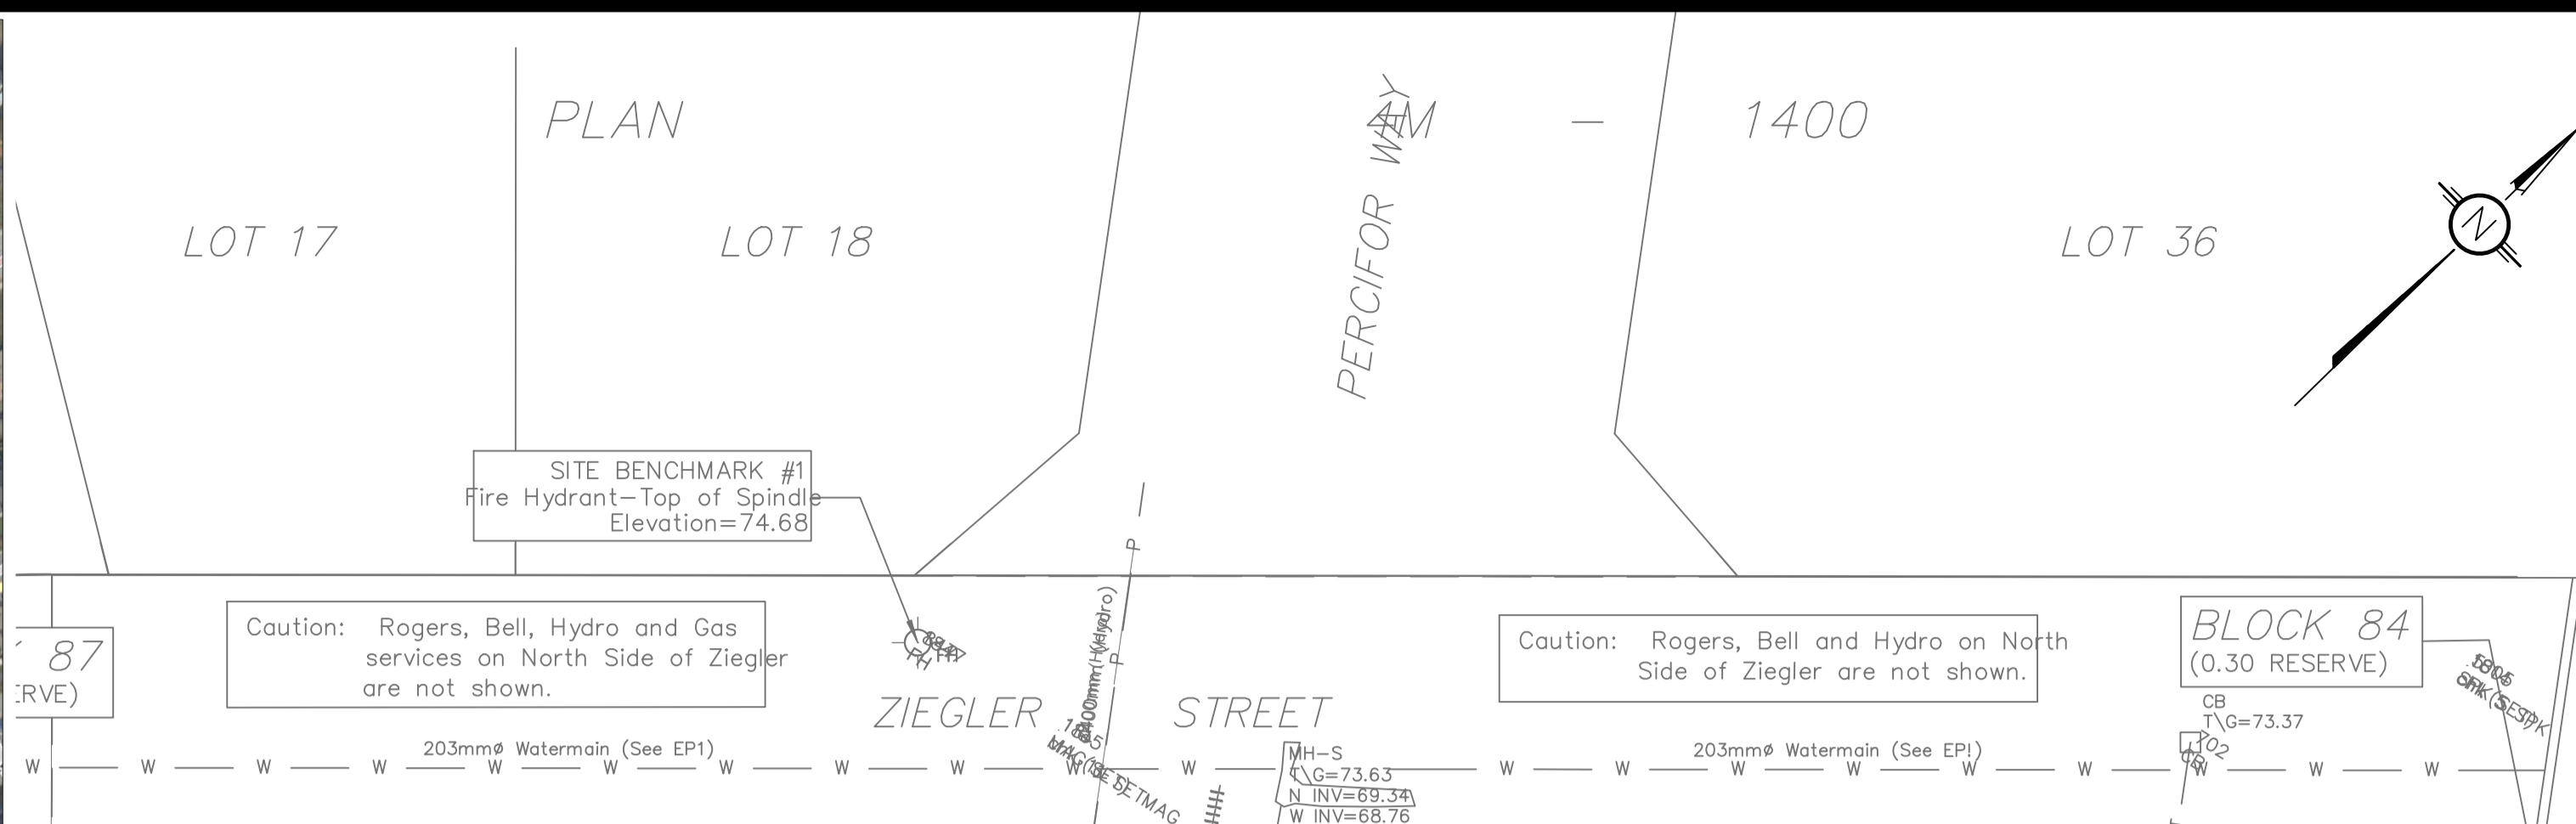 PLAN 4M - 1400
PERCIFOR WAY
LOT 17
LOT 18
LOT 36
N
SITE BENCHMARK #1
Fire Hydrant-Top of Spindle
Elevation=74.68
P
P
Caution: Rogers, Bell, Hydro and Gas
services on North Side of Ziegler
are not shown.
Caution: Rogers, Bell and Hydro on North
Side of Ziegler are not shown.
BLOCK 84
(0.30 RESERVE)
87
ERVE)
FH
ZIEGLER STREET
CB
T\G=73.37
702
CB
203mmø Watermain (See EP1)
203mmø Watermain (See EP!)
W W W W W W W W W W W W W W W W W W W W W
MH-S
T\G=73.63
N INV=69.34
W INV=68.76